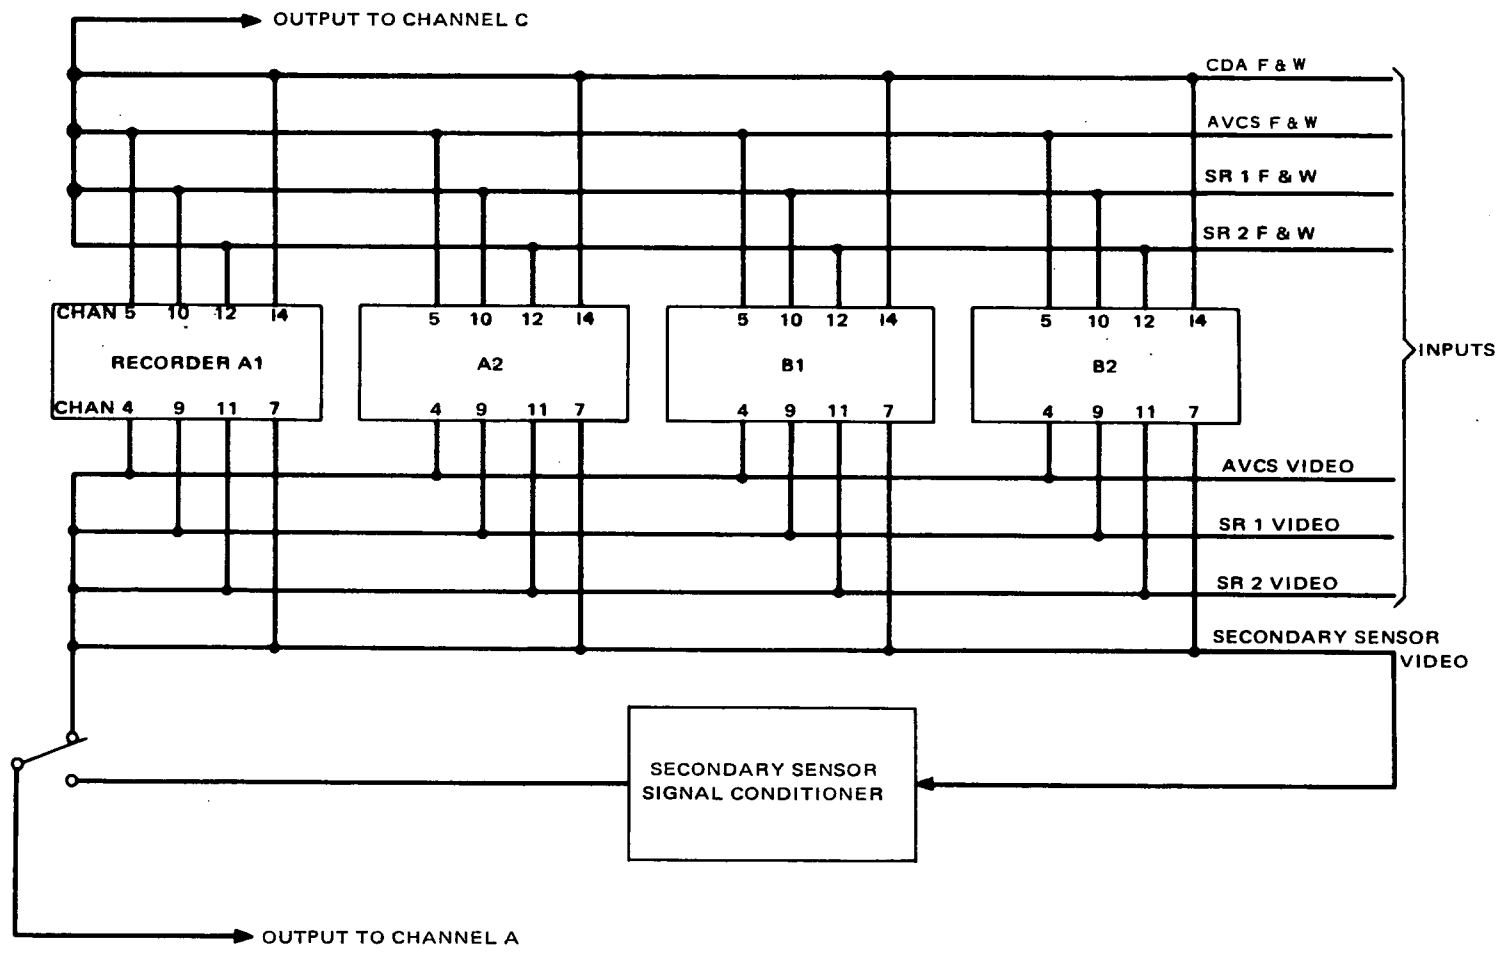 OUTPUT TO CHANNEL C
CDA F & W
AVCS F & W
SR 1 F & W
SR 2 F & W
CHAN 5 10 12 14
5 10 12 14
5 10 12 14
5 10 12 14
INPUTS
RECORDER A1
A2
B1
B2
CHAN 4 9 11 7
4 9 11 7
4 9 11 7
4 9 11 7
AVCS VIDEO
SR 1 VIDEO
SR 2 VIDEO
SECONDARY SENSOR
VIDEO
SECONDARY SENSOR
SIGNAL CONDITIONER
OUTPUT TO CHANNEL A